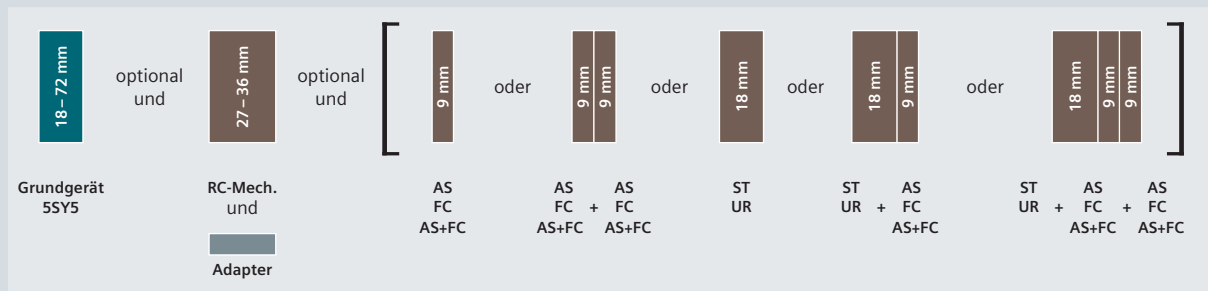 18 – 72 mm
optional
und
27 – 36 mm
optional
und
9 mm
oder
9 mm
9 mm
oder
18 mm
oder
18 mm
9 mm
oder
18 mm
9 mm
9 mm
Grundgerät
5SY5
RC-Mech.
und
Adapter
AS
FC
AS+FC
AS AS
FC + FC
AS+FC AS+FC
ST
UR
ST AS
UR + FC
AS+FC
ST AS AS
UR + FC + FC
AS+FC AS+FC